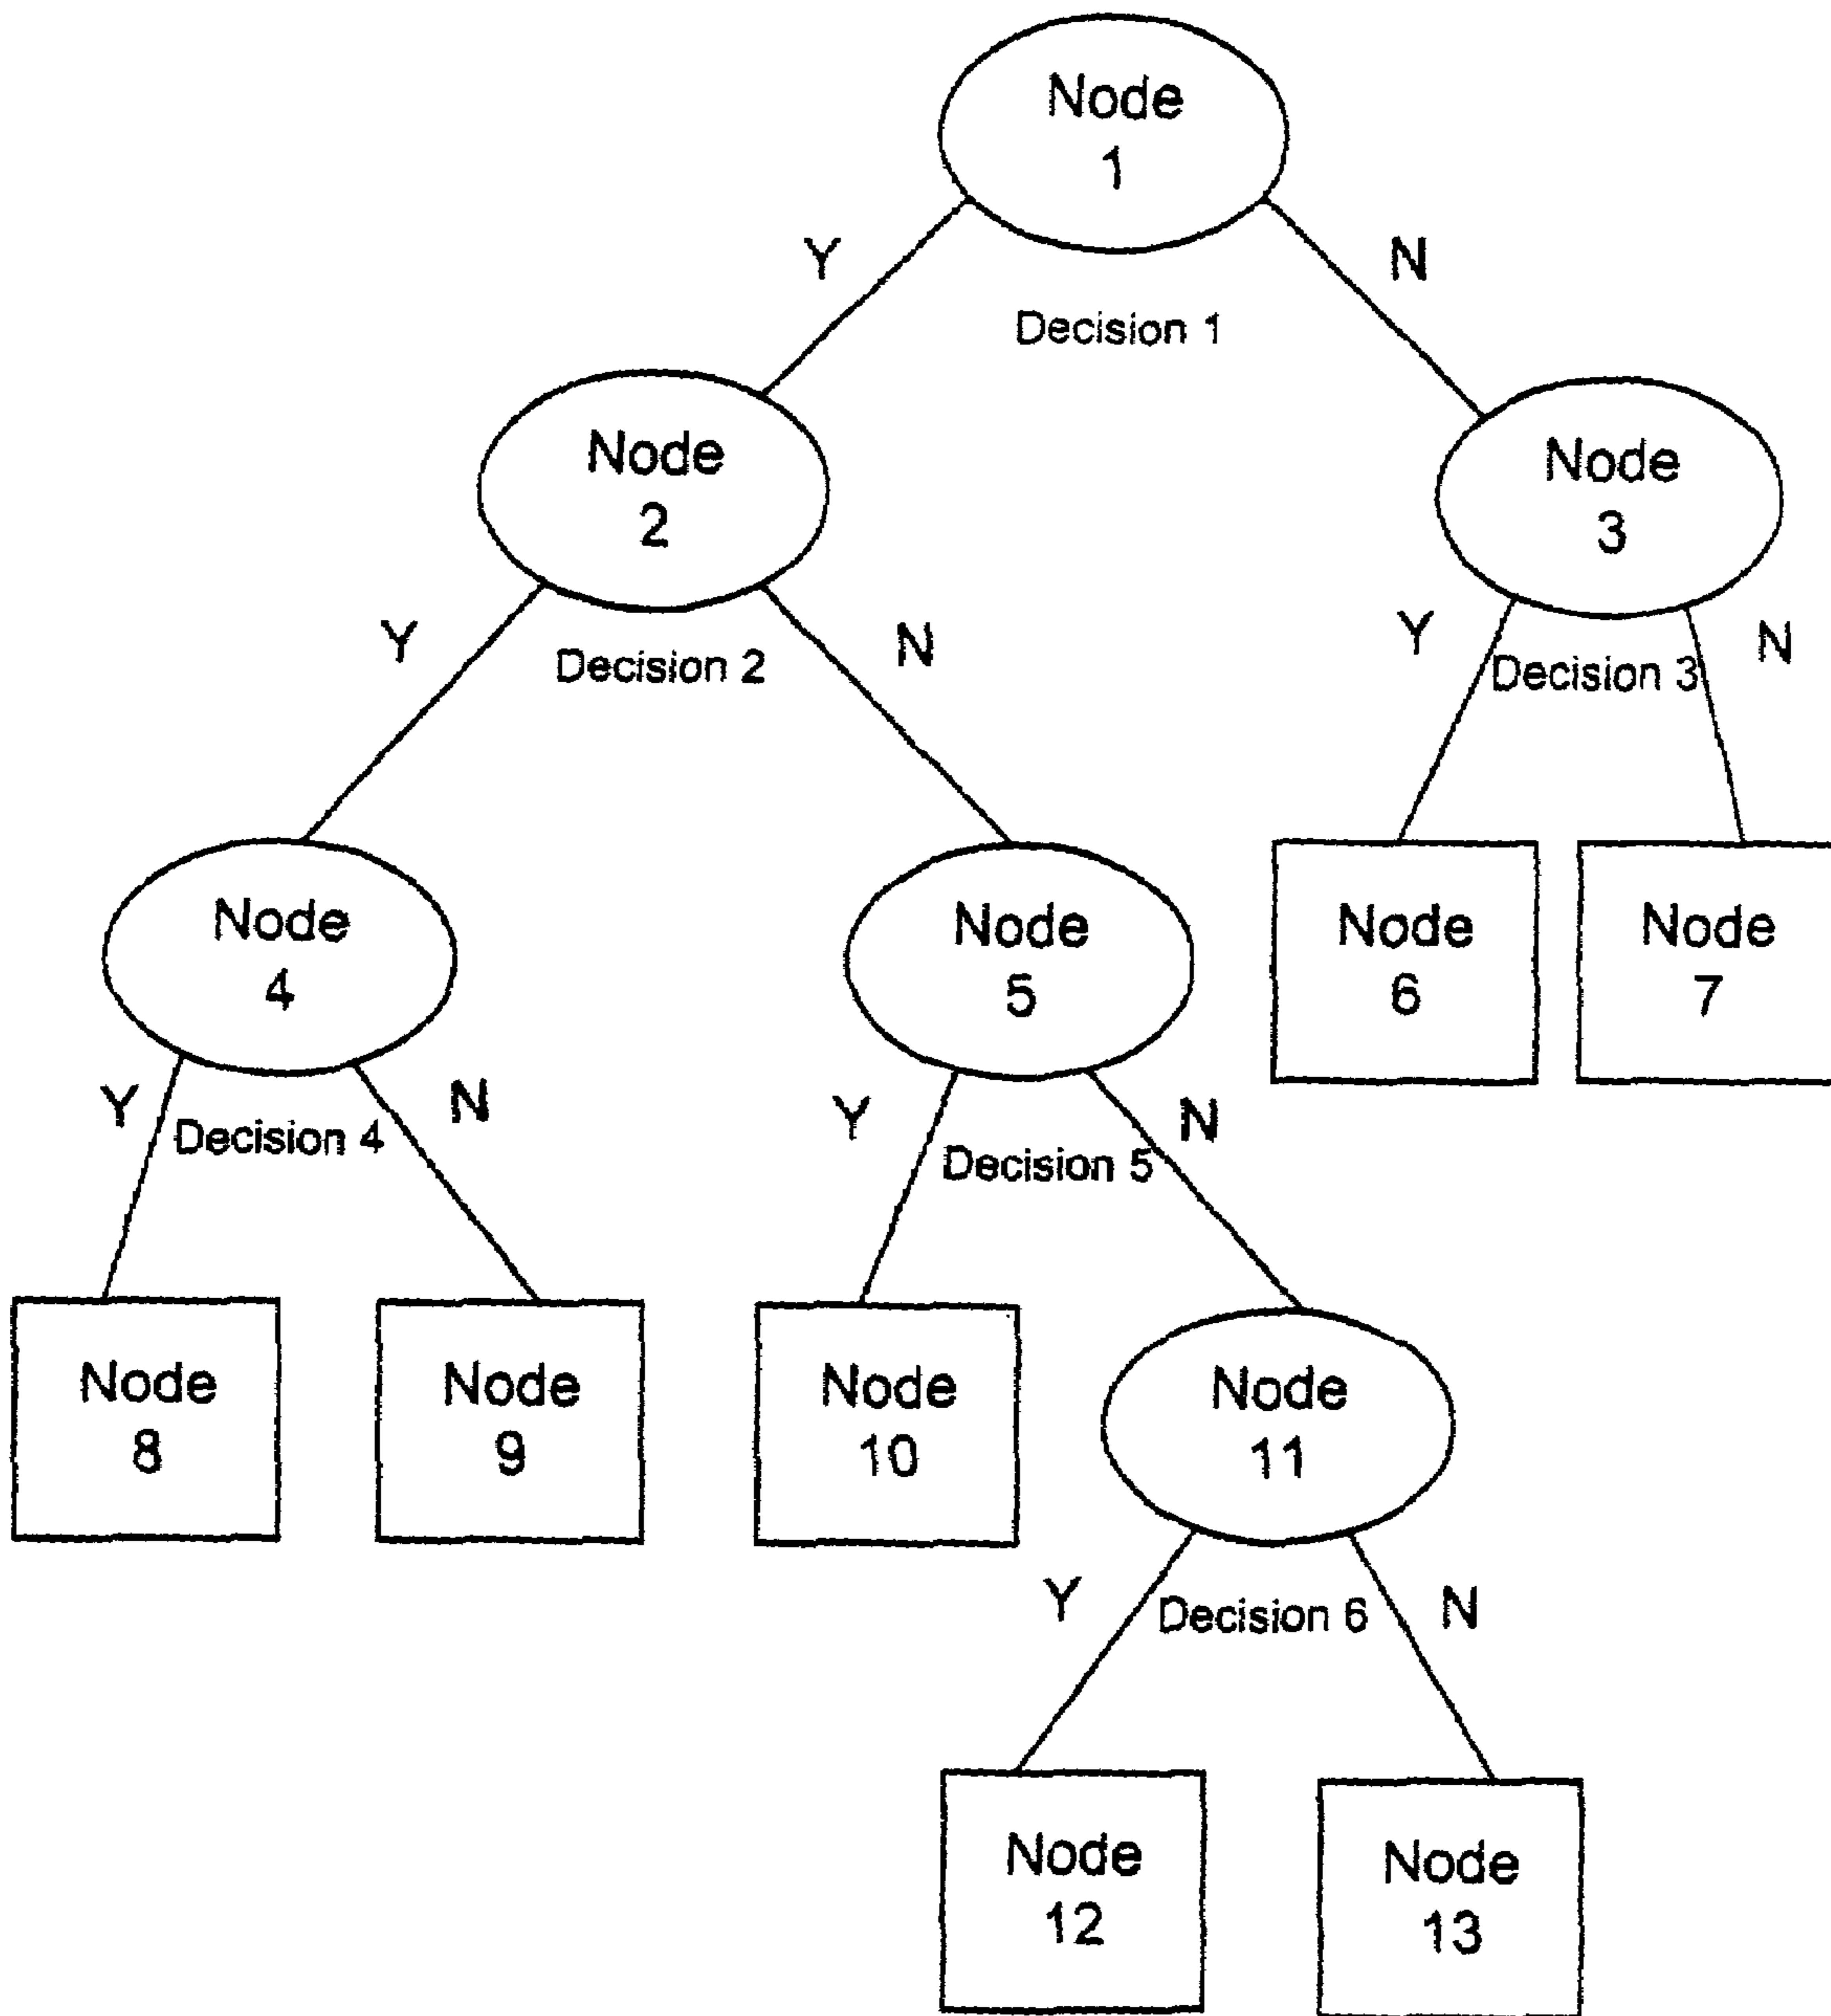 Node
1
Y
N
Decision 1
Node
2
Node
3
Y
Decision 2
N
Y
Decision 3
N
Node
4
Node
5
Node
6
Node
7
Y
Decision 4
N
Y
Decision 5
N
Node
8
Node
9
Node
10
Node
11
Y
Decision 6
N
Node
12
Node
13